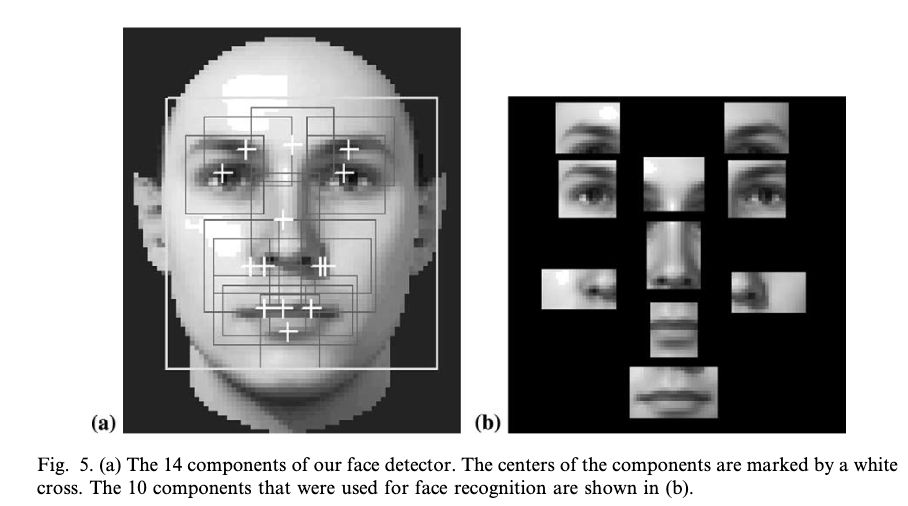 (a)
(b)
Fig. 5. (a) The 14 components of our face detector. The centers of the components are marked by a white
cross. The 10 components that were used for face recognition are shown in (b).